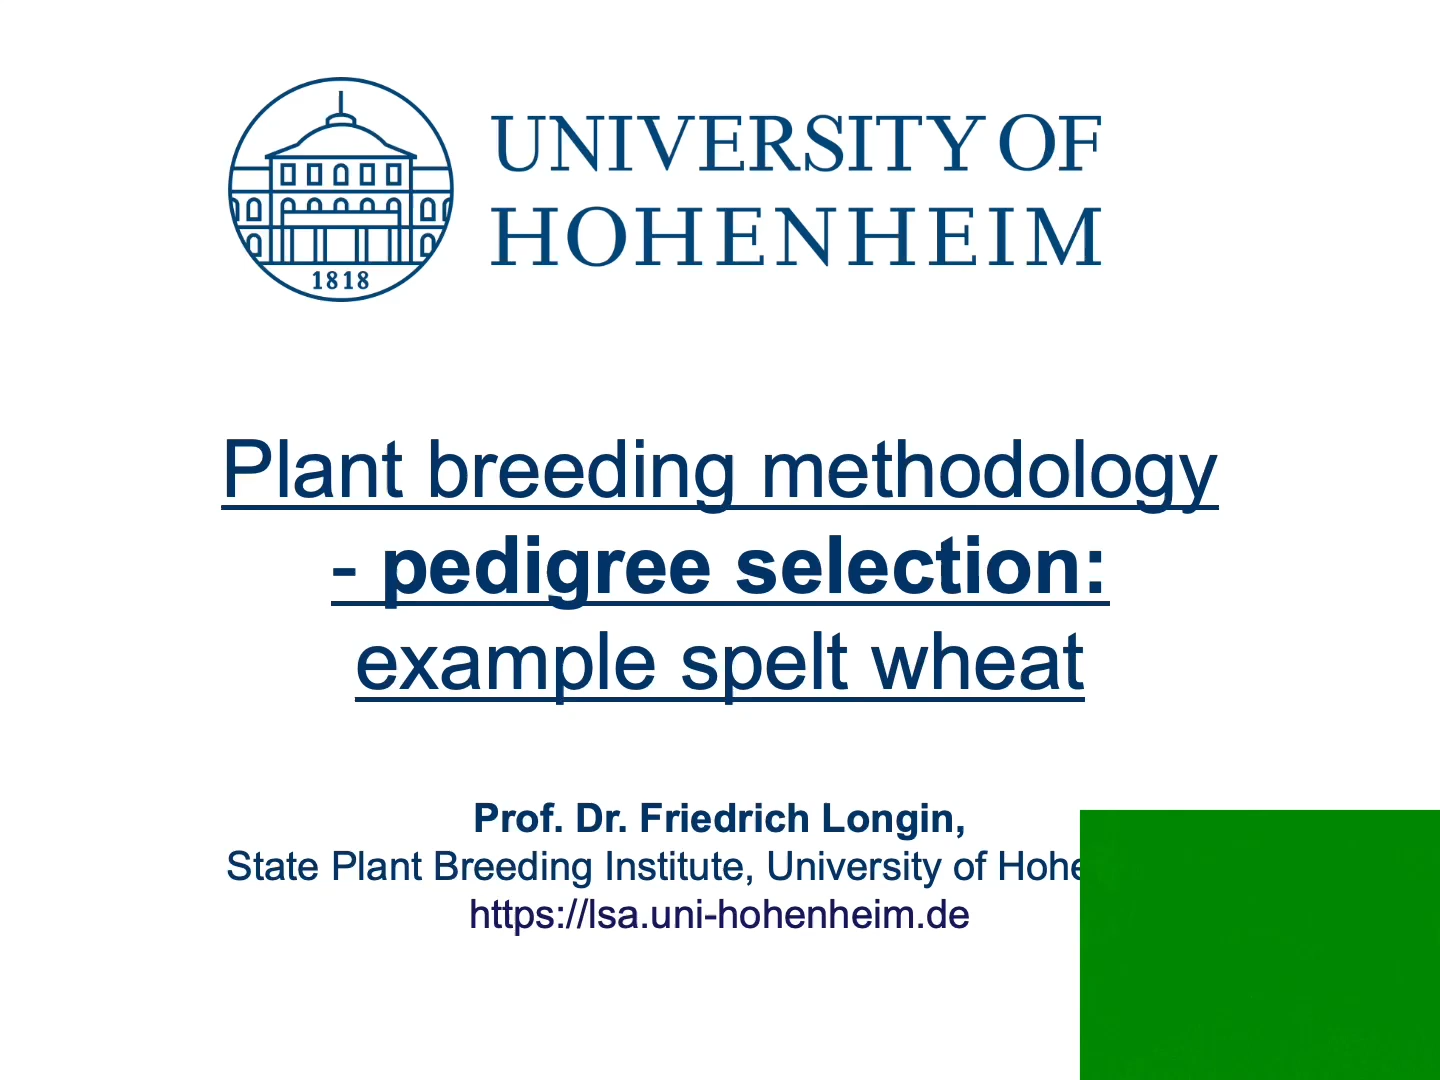 UNIVERSITY OF
HOHENHEIM
1818
Plant breeding methodology
- pedigree selection:
example spelt wheat
Prof. Dr. Friedrich Longin,
State Plant Breeding Institute, University of
https://lsa.uni-hohenheim.de